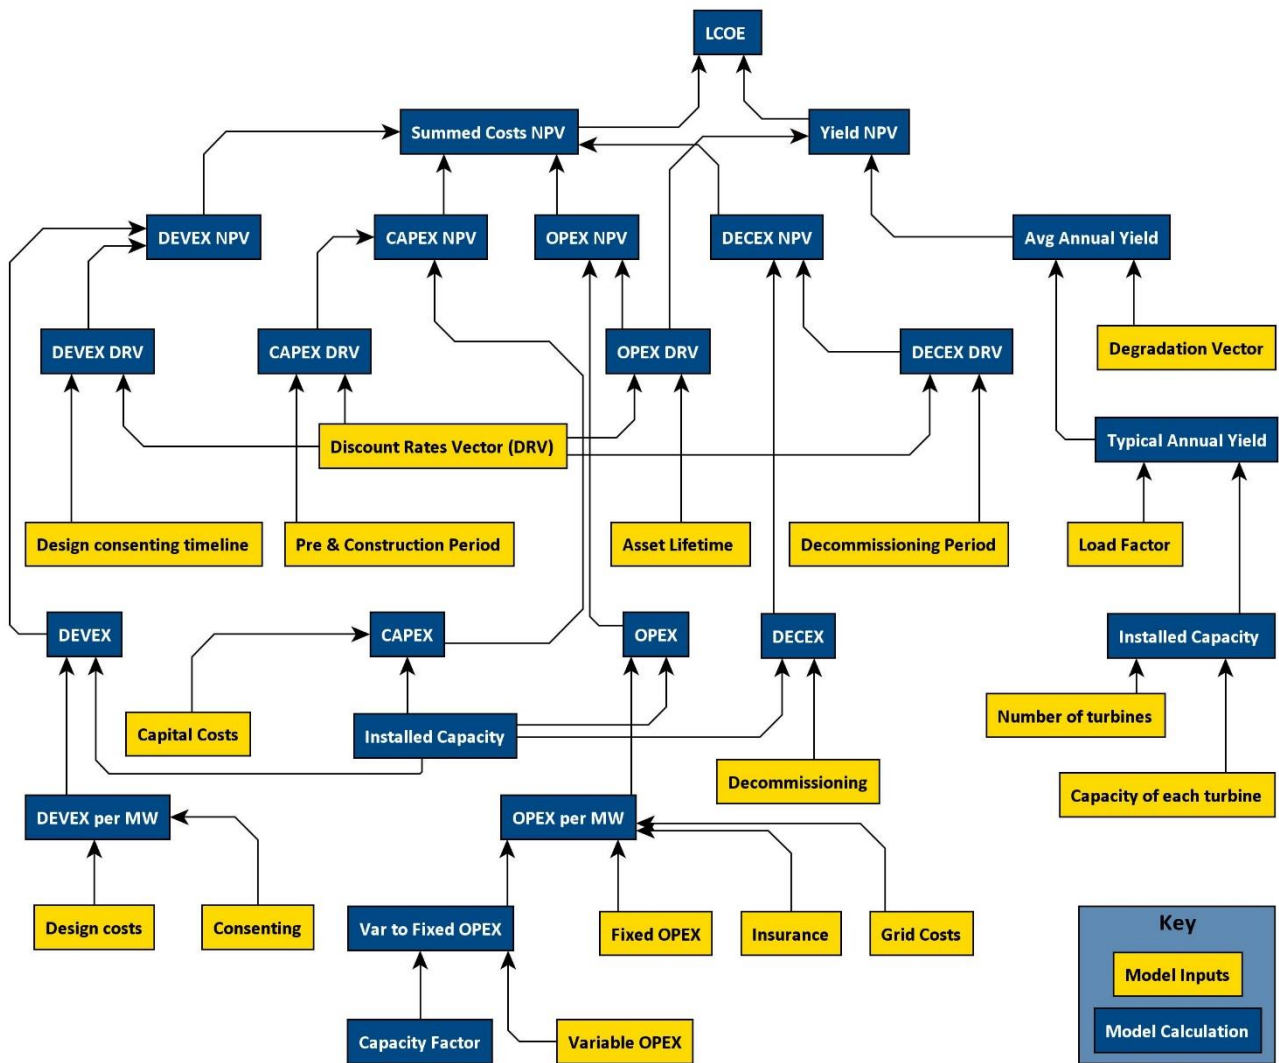 LCOE
Summed Costs NPV
Yield NPV
DEVEX NPV
CAPEX NPV
OPEX NPV
DECEX NPV
Avg Annual Yield
DEVEX DRV
CAPEX DRV
OPEX DRV
DECEX DRV
Degradation Vector
Discount Rates Vector (DRV)
Typical Annual Yield
Design consenting timeline
Pre & Construction Period
Asset Lifetime
Decommissioning Period
Load Factor
DEVEX
CAPEX
OPEX
DECEX
Installed Capacity
Capital Costs
Installed Capacity
Number of turbines
Decommissioning
Capacity of each turbine
DEVEX per MW
OPEX per MW
Design costs
Consenting
Var to Fixed OPEX
Fixed OPEX
Insurance
Grid Costs
Capacity Factor
Variable OPEX
Key
Model Inputs
Model Calculation